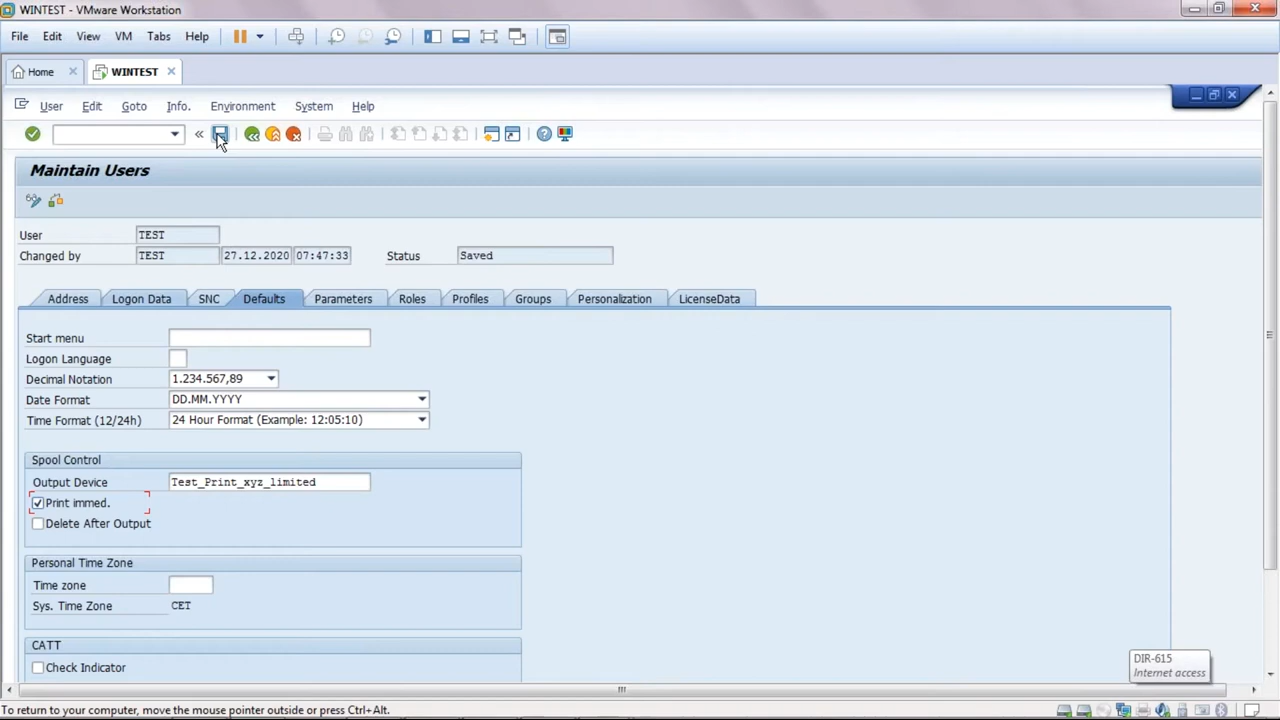 WINTEST - VMware Workstation
File Edit View VM Tabs Help
Home WINTEST
User Edit Goto Info. Environment System Help
Maintain Users
User TEST
Changed by TEST 27.12.2020 07:47:33 Status Saved
Address Logon Data SNC Defaults Parameters Roles Profiles Groups Personalization LicenseData
Start menu
Logon Language
Decimal Notation 1.234.567,89
Date Format DD.MM.YYYY
Time Format (12/24h) 24 Hour Format (Example: 12:05:10)
Spool Control
Output Device Test_Print_xyz_limited
Print immed.
Delete After Output
Personal Time Zone
Time zone
Sys. Time Zone CET
CATT
Check Indicator
DIR-615
Internet access
To return to your computer, move the mouse pointer outside or press Ctrl+Alt.